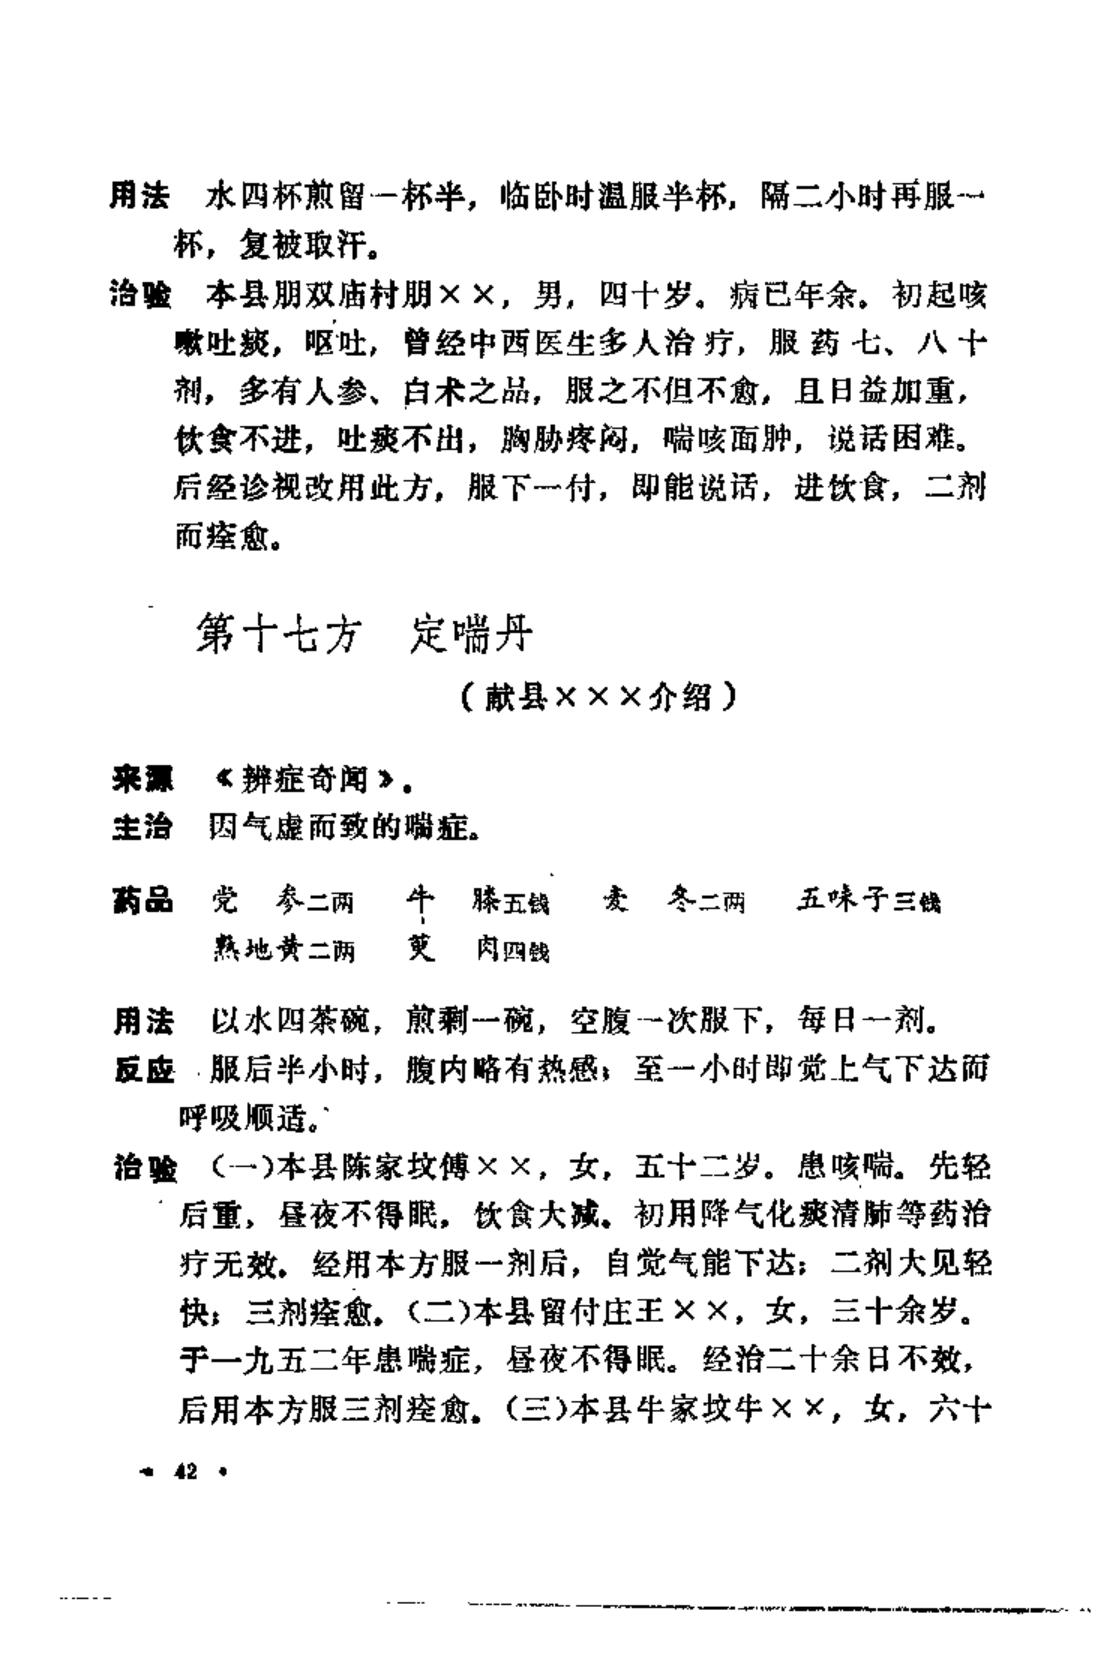 用法　水四杯煎留一杯半，临卧时温服半杯，隔二小时再服一
杯，复被取汗。
治验　本县朋双庙村朋××，男，四十岁。病已年余。初起咳
嗽吐痰，呕吐，曾经中西医生多人治疗，服药七、八十
剂，多有人参、白术之品，服之不但不愈，且日益加重，
饮食不进，吐痰不出，胸胁疼闷，喘咳面肿，说话困难。
后经诊视改用此方，服下一付，即能说话，进饮食，二剂
而痊愈。
第十七方　定喘丹
（献县×××介绍）
来源　《辨症奇闻》。
主治　因气虚而致的喘症。
药品　党　参二两　牛　膝五钱　麦　冬二两　五味子三钱
熟地黄二两　萸　肉四钱
用法　以水四茶碗，煎剩一碗，空腹一次服下，每日一剂。
反应　服后半小时，腹内略有热感；至一小时即觉上气下达而
呼吸顺适。
治验　（一）本县陈家坟傅××，女，五十二岁。患咳喘。先轻
后重，昼夜不得眠，饮食大减。初用降气化痰清肺等药治
疗无效。经用本方服一剂后，自觉气能下达；二剂大见轻
快；三剂痊愈。（二）本县留付庄王××，女，三十余岁。
于一九五二年患喘症，昼夜不得眠。经治二十余日不效，
后用本方服三剂痊愈。（三）本县牛家坟牛××，女，六十
• 42 •